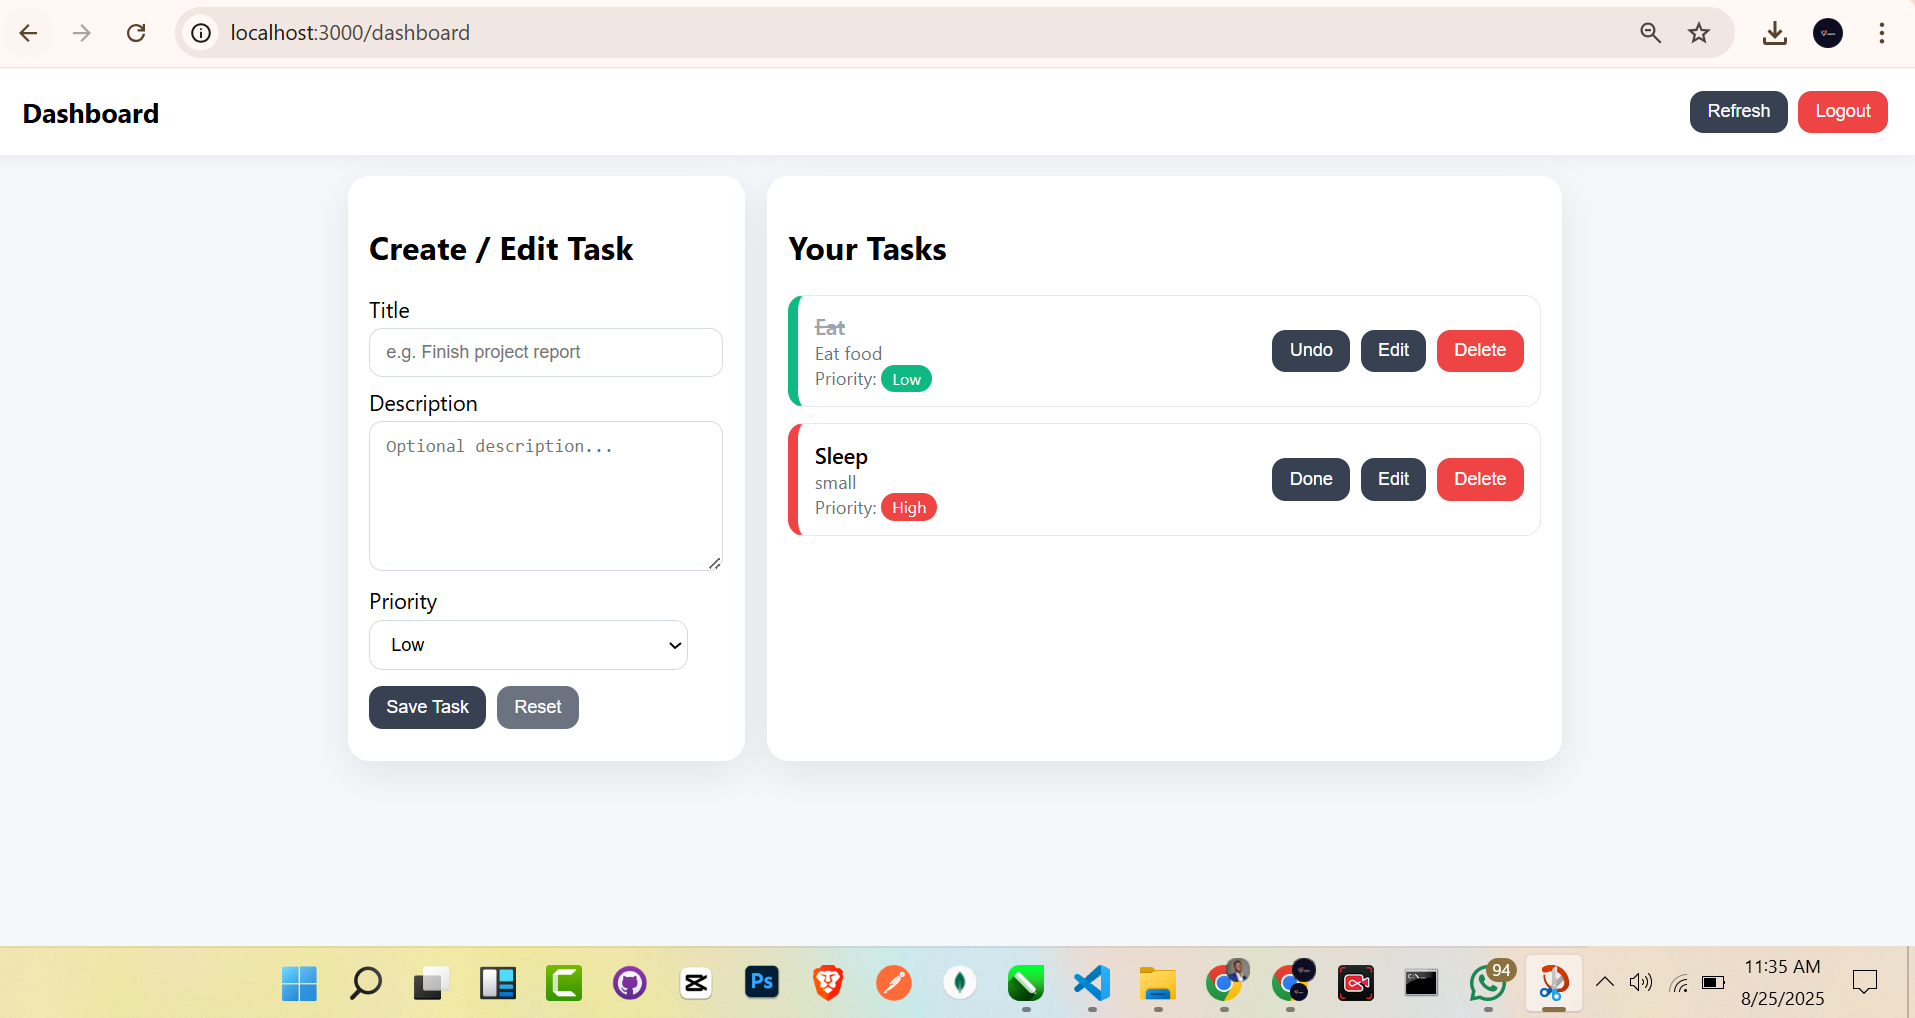 localhost:3000/dashboard
Dashboard
Refresh
Logout
Create / Edit Task
Title
e.g. Finish project report
Description
Optional description...
Priority
Low
Save Task
Reset
Your Tasks
Eat
Eat food
Priority: Low
Undo
Edit
Delete
Sleep
small
Priority: High
Done
Edit
Delete
Ps
94
11:35 AM
8/25/2025